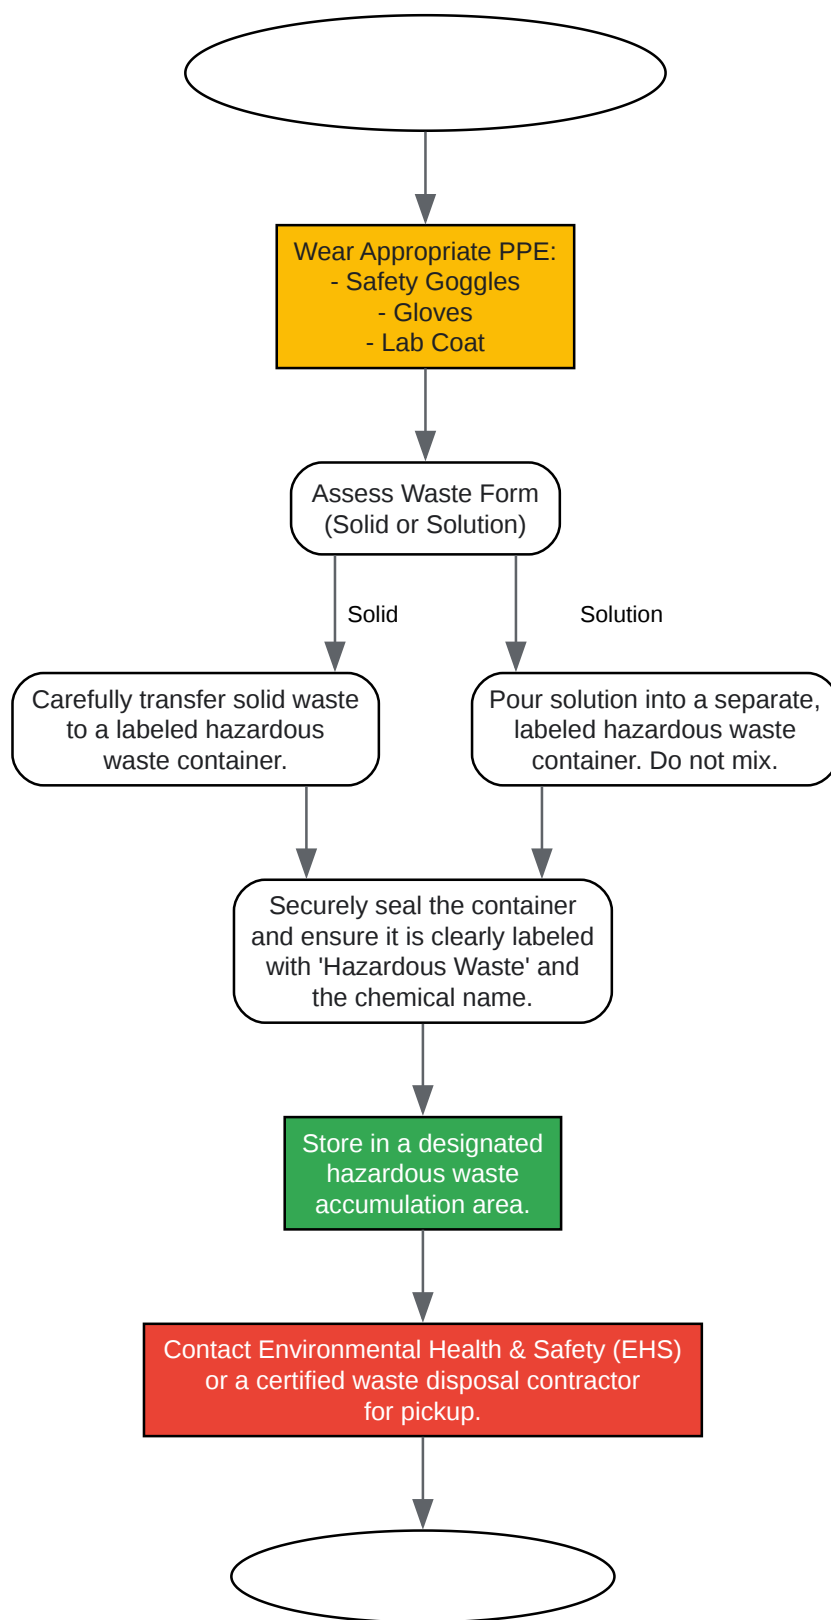 Wear Appropriate PPE:
- Safety Goggles
- Gloves
- Lab Coat
Assess Waste Form
(Solid or Solution)
Solid
Solution
Carefully transfer solid waste
to a labeled hazardous
waste container.
Pour solution into a separate,
labeled hazardous waste
container. Do not mix.
Securely seal the container
and ensure it is clearly labeled
with 'Hazardous Waste' and
the chemical name.
Store in a designated
hazardous waste
accumulation area.
Contact Environmental Health & Safety (EHS)
or a certified waste disposal contractor
for pickup.